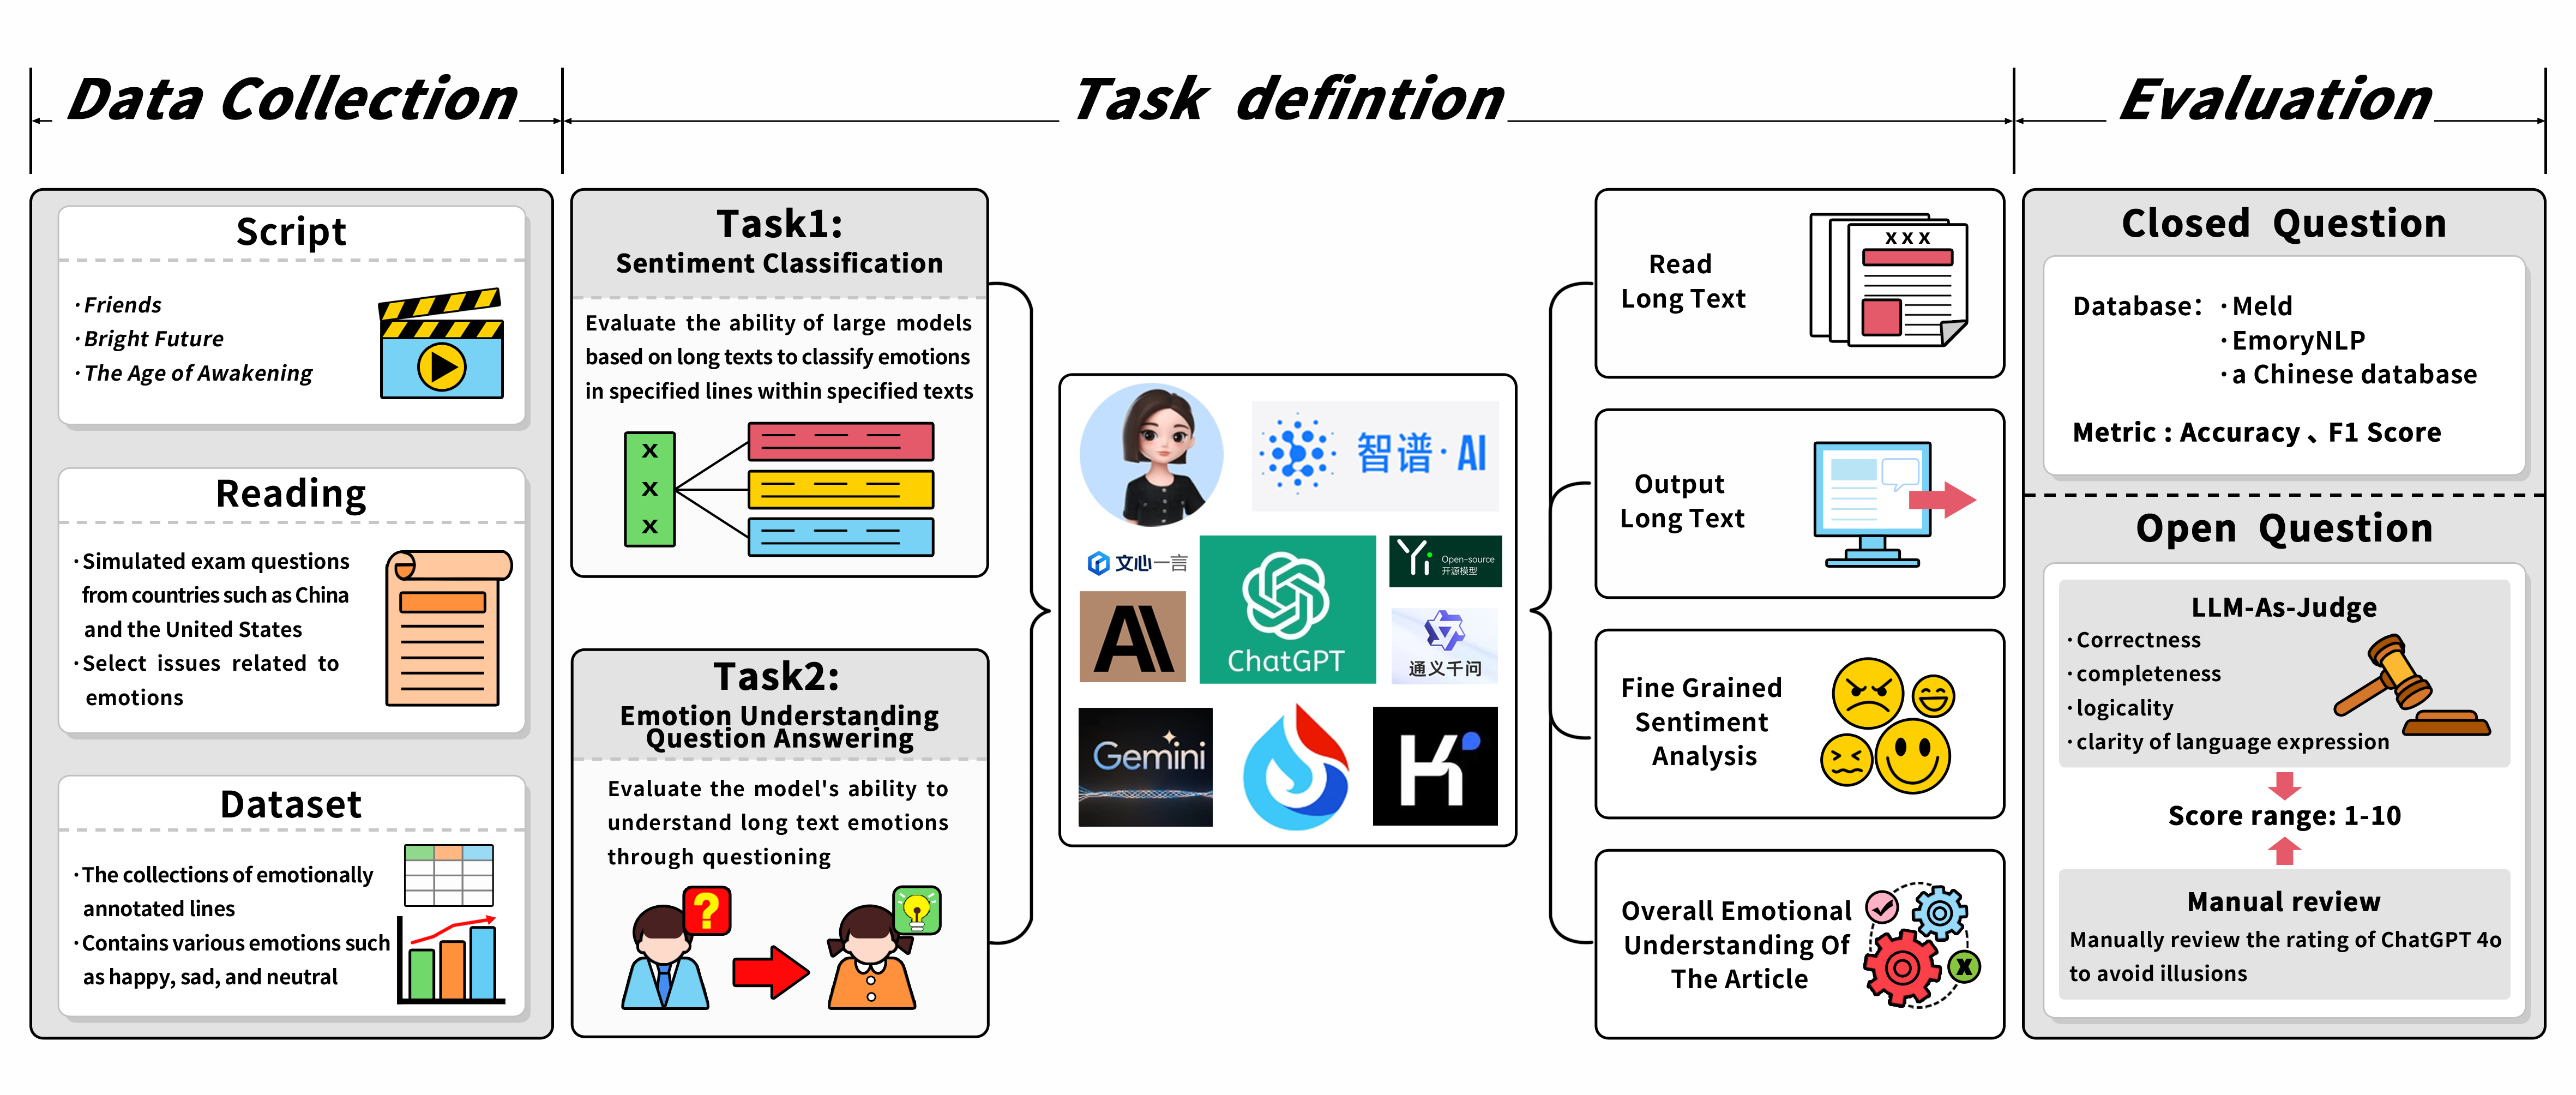 Data Collection
Task defintion
Evaluation
Script
·Friends
·Bright Future
·The Age of Awakening
Reading
·Simulated exam questions
from countries such as China
and the United States
·Select issues related to
emotions
Dataset
·The collections of emotionally
annotated lines
·Contains various emotions such
as happy, sad, and neutral
Task1:
Sentiment Classification
Evaluate the ability of large models
based on long texts to classify emotions
in specified lines within specified texts
X
X
X
Task2:
Emotion Understanding
Question Answering
Evaluate the model's ability to
understand long text emotions
through questioning
?
智谱·AI
文心一言
ChatGPT
Yi
Open-source
开源模型
AI
通义千问
Gemini
K
Read
Long Text
X X X
Output
Long Text
Fine Grained
Sentiment
Analysis
Overall Emotional
Understanding Of
The Article
X
Closed Question
Database：·Meld
·EmoryNLP
·a Chinese database
Metric : Accuracy 、F1 Score
Open Question
LLM-As-Judge
·Correctness
·completeness
·logicality
·clarity of language expression
Score range: 1-10
Manual review
Manually review the rating of ChatGPT 4o
to avoid illusions